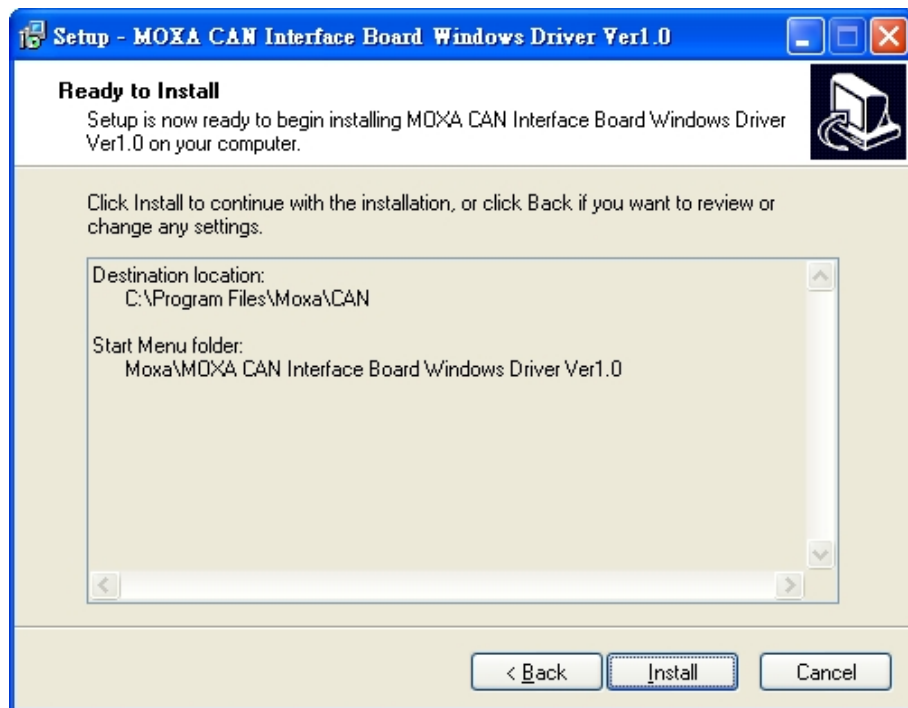 Setup - MOXA CAN Interface Board Windows Driver Ver1.0
Ready to Install
Setup is now ready to begin installing MOXA CAN Interface Board Windows Driver
Ver1.0 on your computer.
Click Install to continue with the installation, or click Back if you want to review or
change any settings.
Destination location:
C:\Program Files\Moxa\CAN
Start Menu folder:
Moxa\MOXA CAN Interface Board Windows Driver Ver1.0
< Back
Install
Cancel